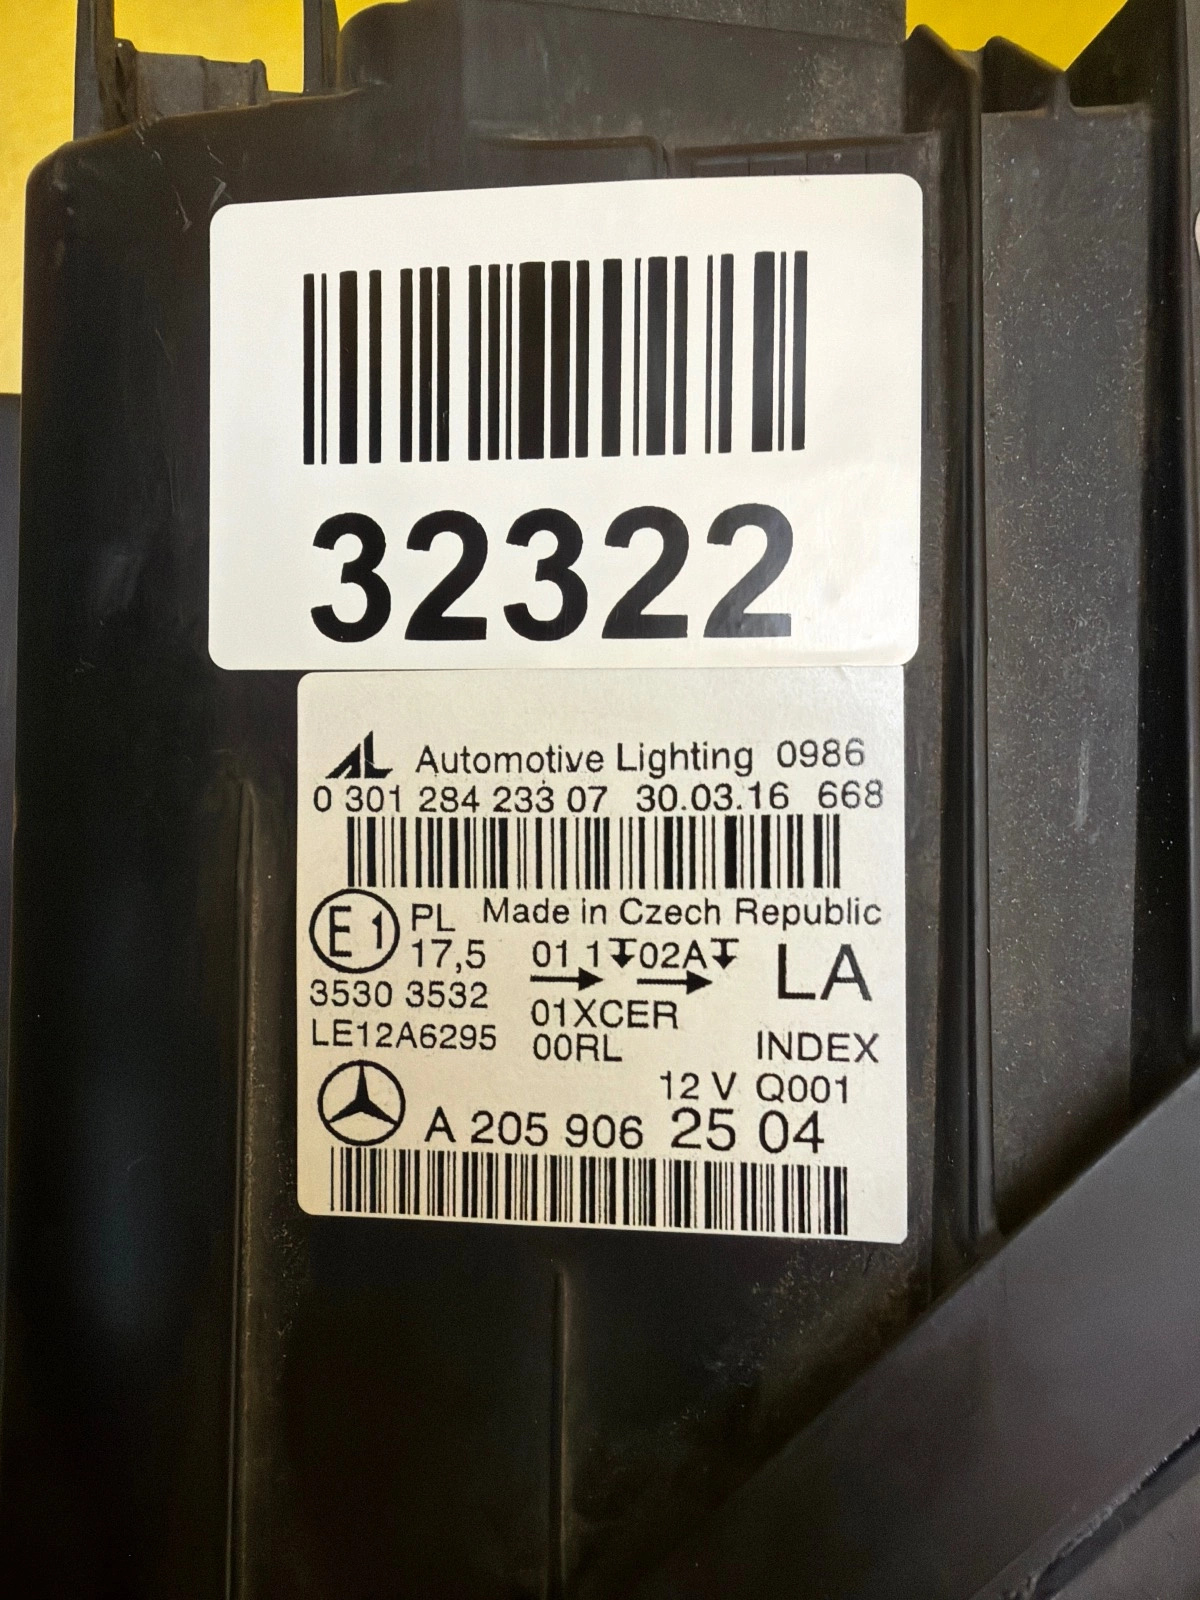 32322
AL Automotive Lighting 0986
0 301 284 233 07 30.03.16 668
E1 PL Made in Czech Republic
17,5 01 1 02A LA
3530 3532
01XCER
LE12A6295 00RL INDEX
12 V Q001
A 205 906 25 04